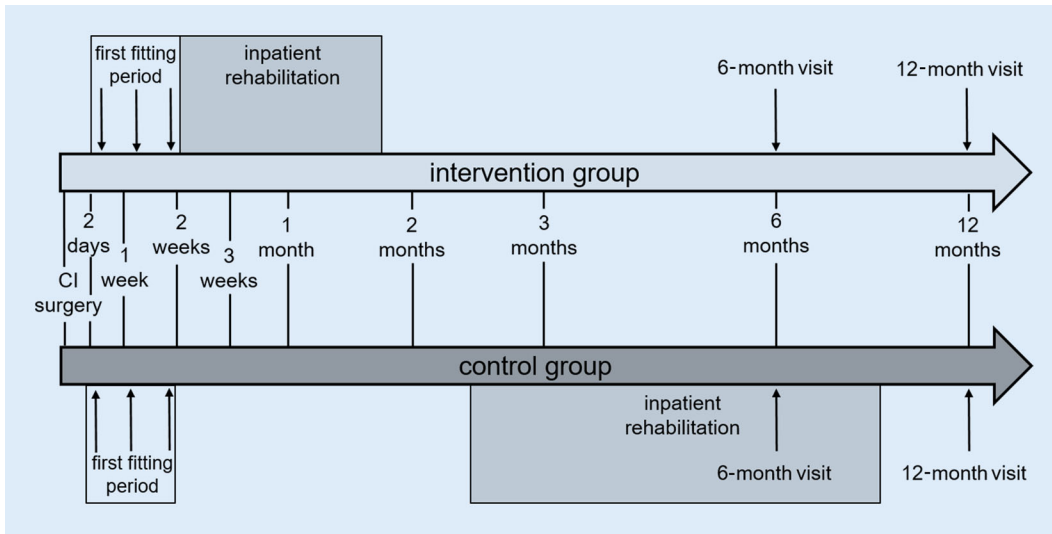 first fitting
period
inpatient
rehabilitation
6-month visit
12-month visit
intervention group
2
days
1
week
2
weeks
3
weeks
1
month
2
months
3
months
6
months
12
months
CI
surgery
control group
first fitting
period
inpatient
rehabilitation
6-month visit
12-month visit